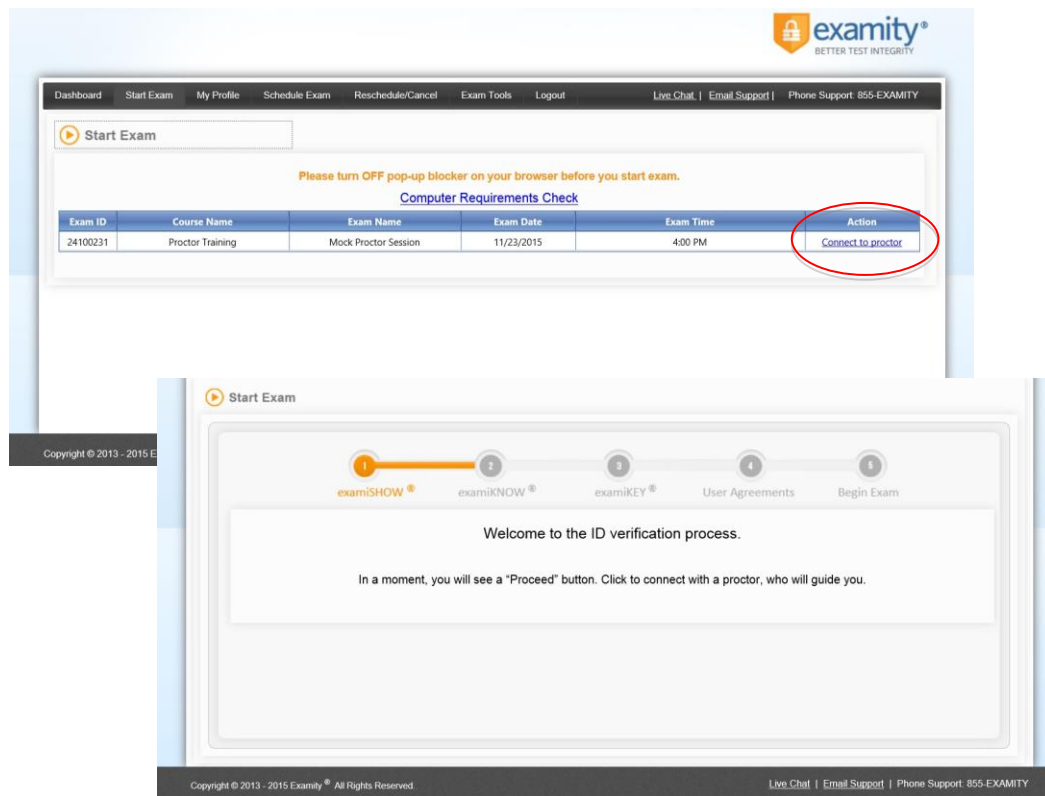 examity®
BETTER TEST INTEGRITY
Dashboard Start Exam My Profile Schedule Exam Reschedule/Cancel Exam Tools Logout Live Chat | Email Support | Phone Support: 855-EXAMITY
Start Exam
Please turn OFF pop-up blocker on your browser before you start exam.
Computer Requirements Check
Exam ID Course Name Exam Name Exam Date Exam Time Action
24100231 Proctor Training Mock Proctor Session 11/23/2015 4:00 PM Connect to proctor
Copyright © 2013 - 2015 E
Start Exam
1 2 3 4 5
examiSHOW ® examiKNOW ® examiKEY ® User Agreements Begin Exam
Welcome to the ID verification process.
In a moment, you will see a "Proceed" button. Click to connect with a proctor, who will guide you.
Copyright © 2013 - 2015 Examity ® All Rights Reserved. Live Chat | Email Support | Phone Support: 855-EXAMITY